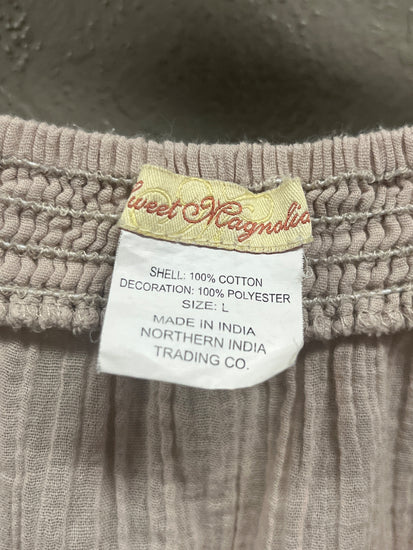 Sweet Magnolia
SHELL: 100% COTTON
DECORATION: 100% POLYESTER
SIZE: L
MADE IN INDIA
NORTHERN INDIA
TRADING CO.